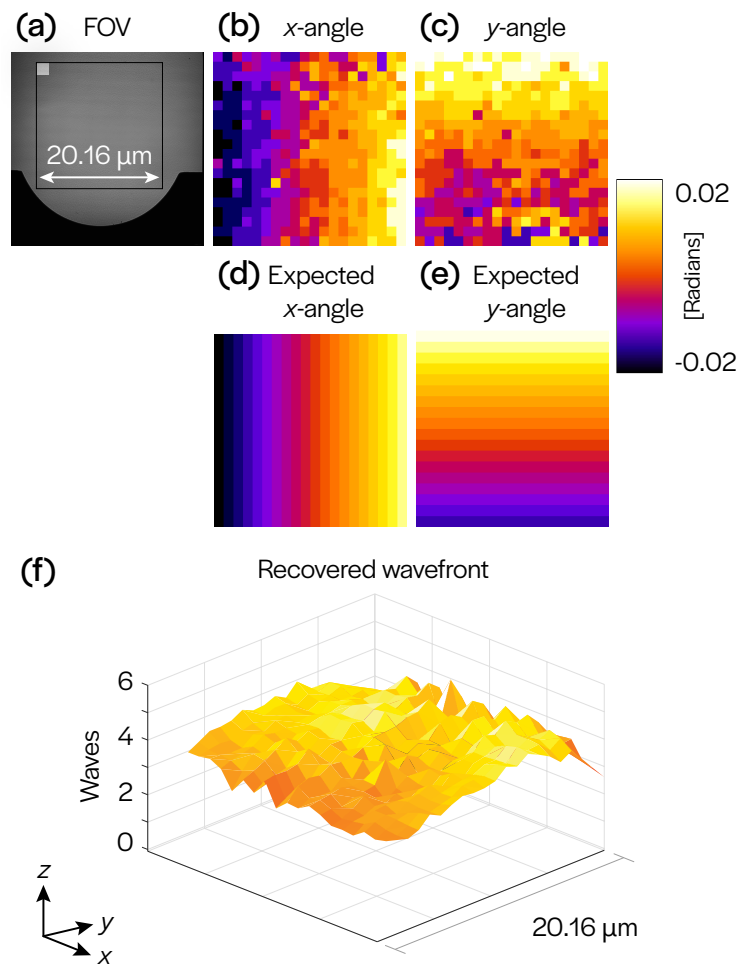 (a) FOV
(b) x-angle
(c) y-angle
20.16 µm
0.02
[Radians]
-0.02
(d) Expected
x-angle
(e) Expected
y-angle
(f)
Recovered wavefront
6
4
2
0
Waves
z
y
x
20.16 µm